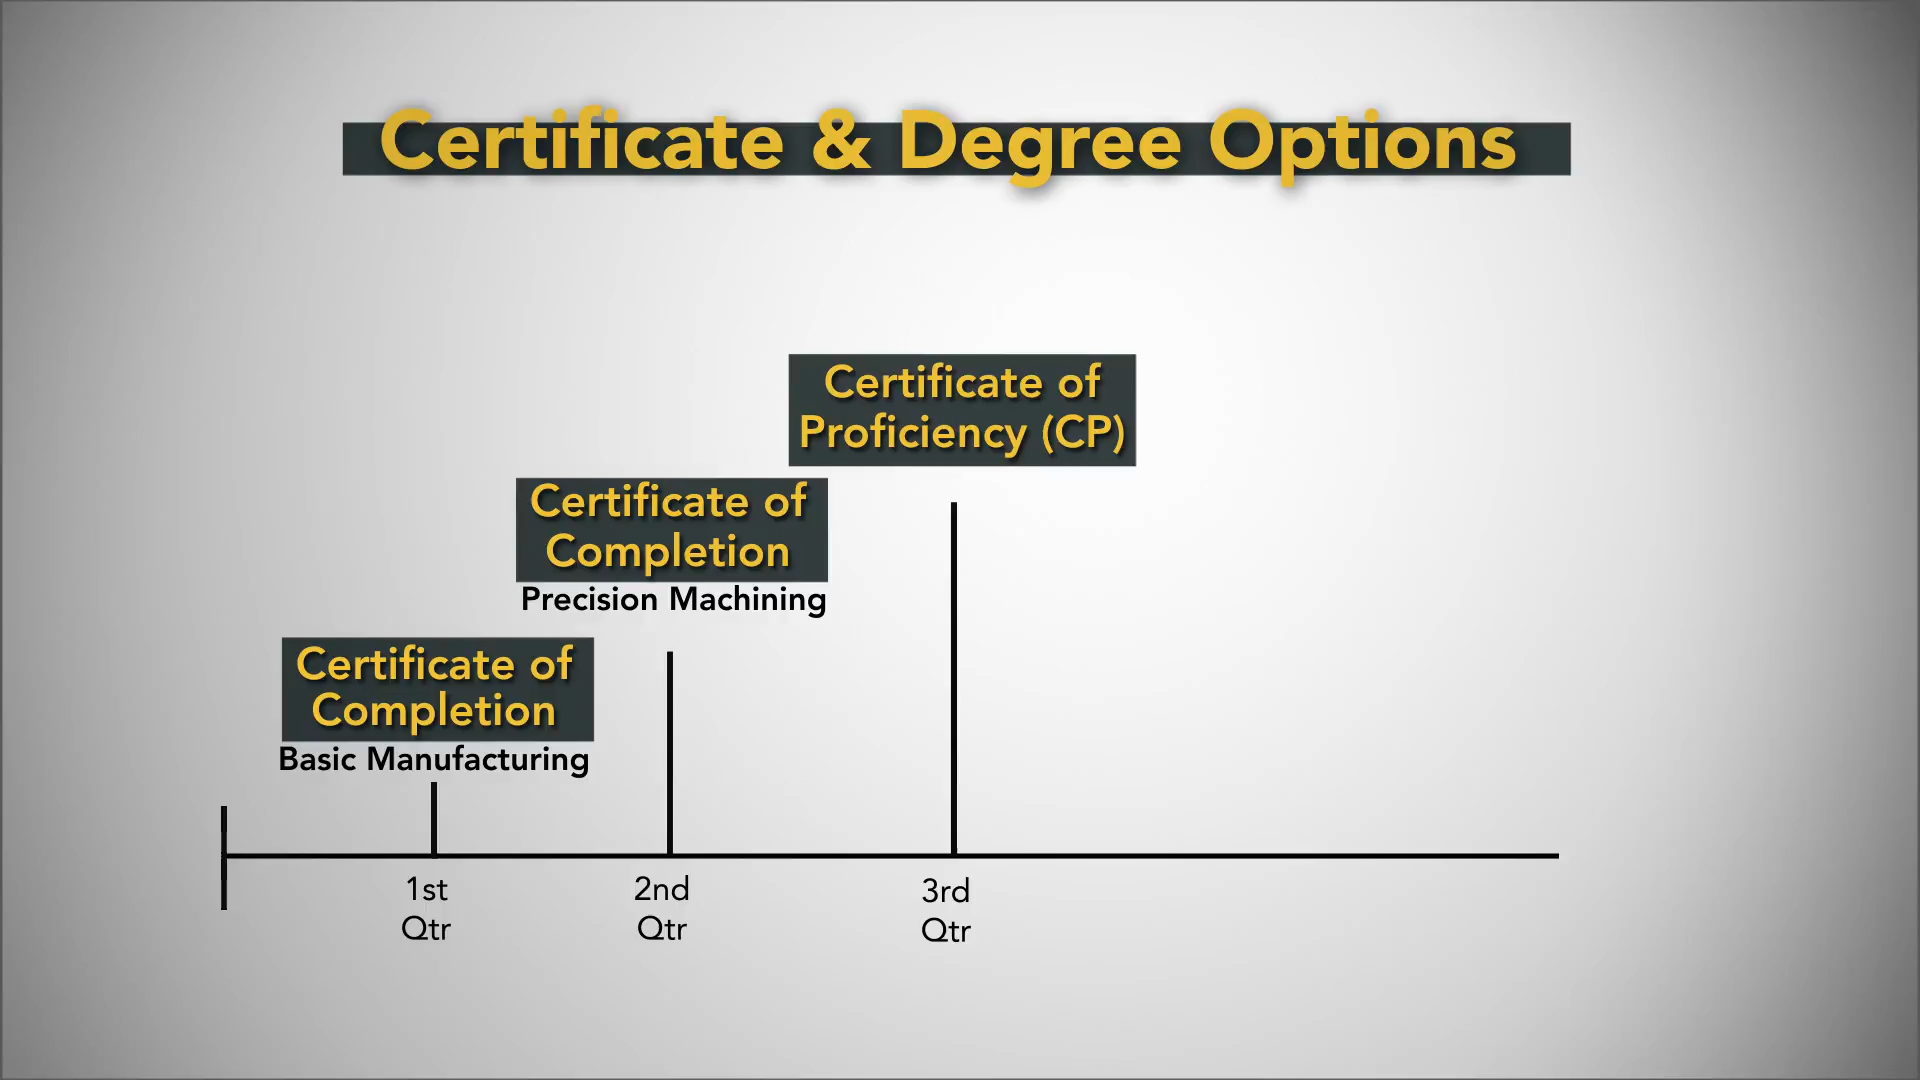 Certificate & Degree Options
Certificate of
Proficiency (CP)
Certificate of
Completion
Precision Machining
Certificate of
Completion
Basic Manufacturing
1st
Qtr
2nd
Qtr
3rd
Qtr